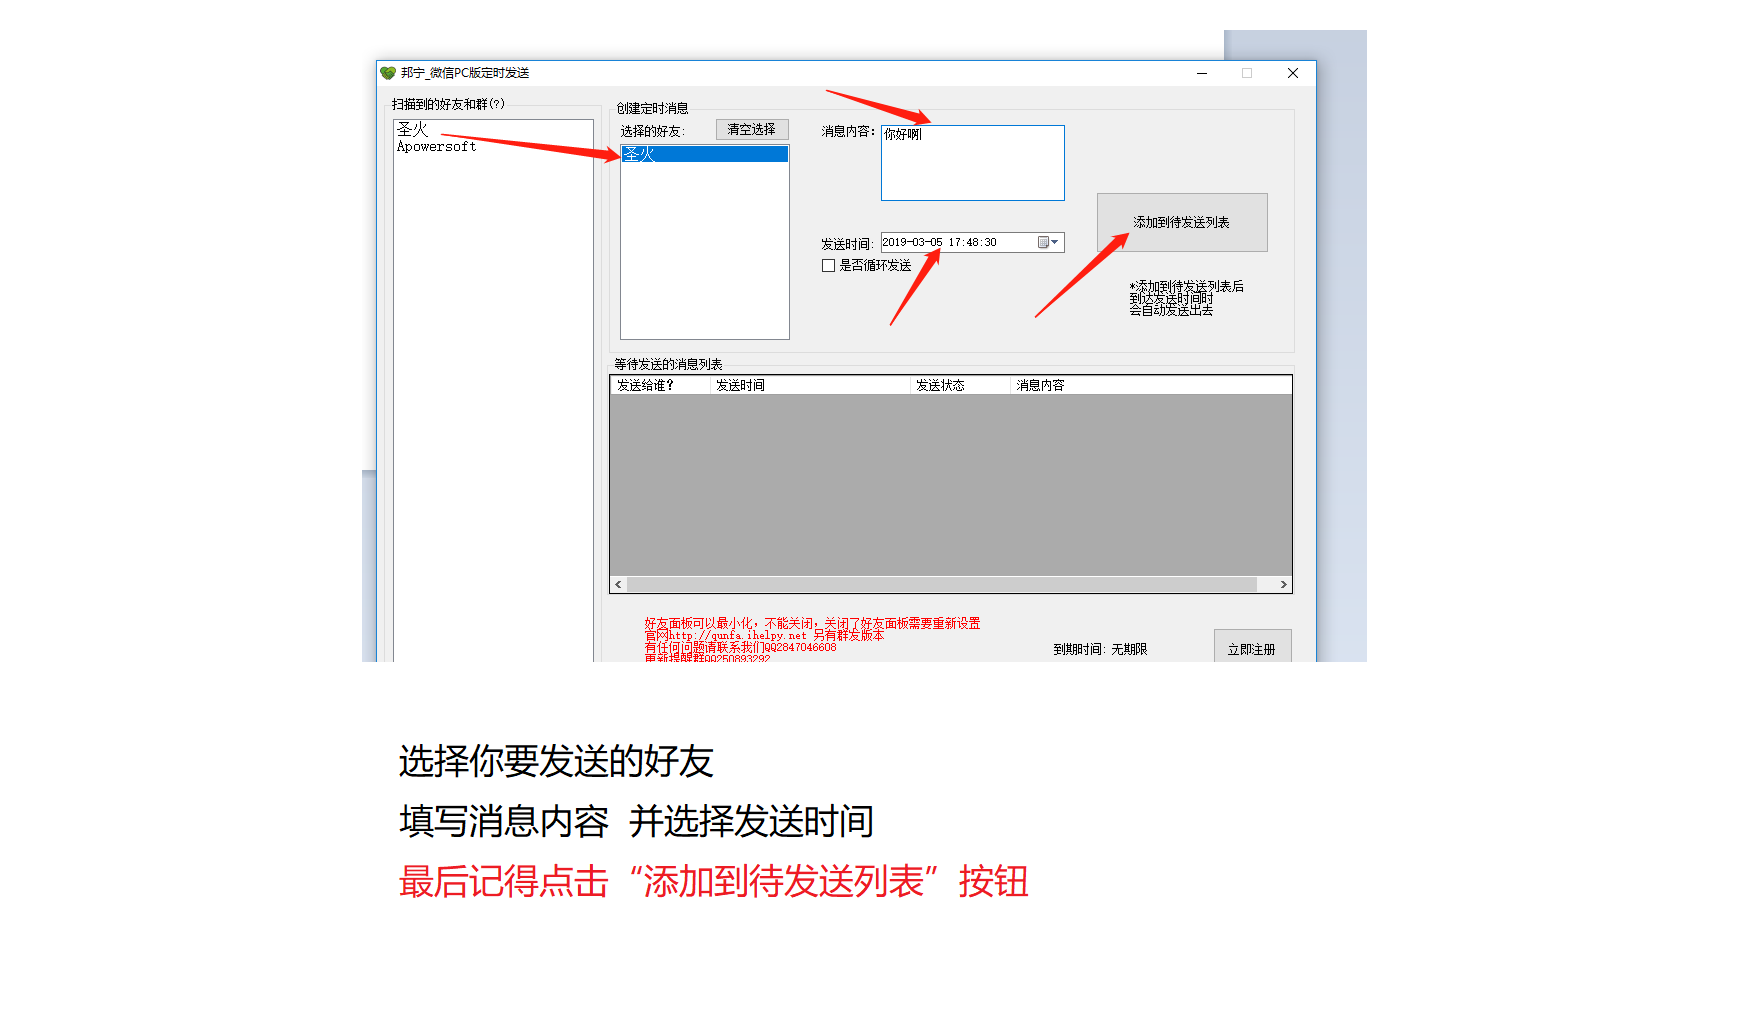 邦宁_微信PC版定时发送
扫描到的好友和群(?)
圣火
Apowersoft
创建定时消息
选择的好友:
清空选择
圣火
消息内容:
你好啊
发送时间:
2019-03-05 17:48:30
是否循环发送
添加到待发送列表
*添加到待发送列表后
到达发送时间时
会自动发送出去
等待发送的消息列表
发送给谁? 发送时间 发送状态 消息内容
好友面板可以最小化，不能关闭，关闭了好友面板需要重新设置
官网http://qunfa.ihelpy.net 另有群发版本
有任何问题请联系我们QQ2847046608
更新提醒群QQ250893292
到期时间: 无期限
立即注册
选择你要发送的好友
填写消息内容 并选择发送时间
最后记得点击“添加到待发送列表”按钮